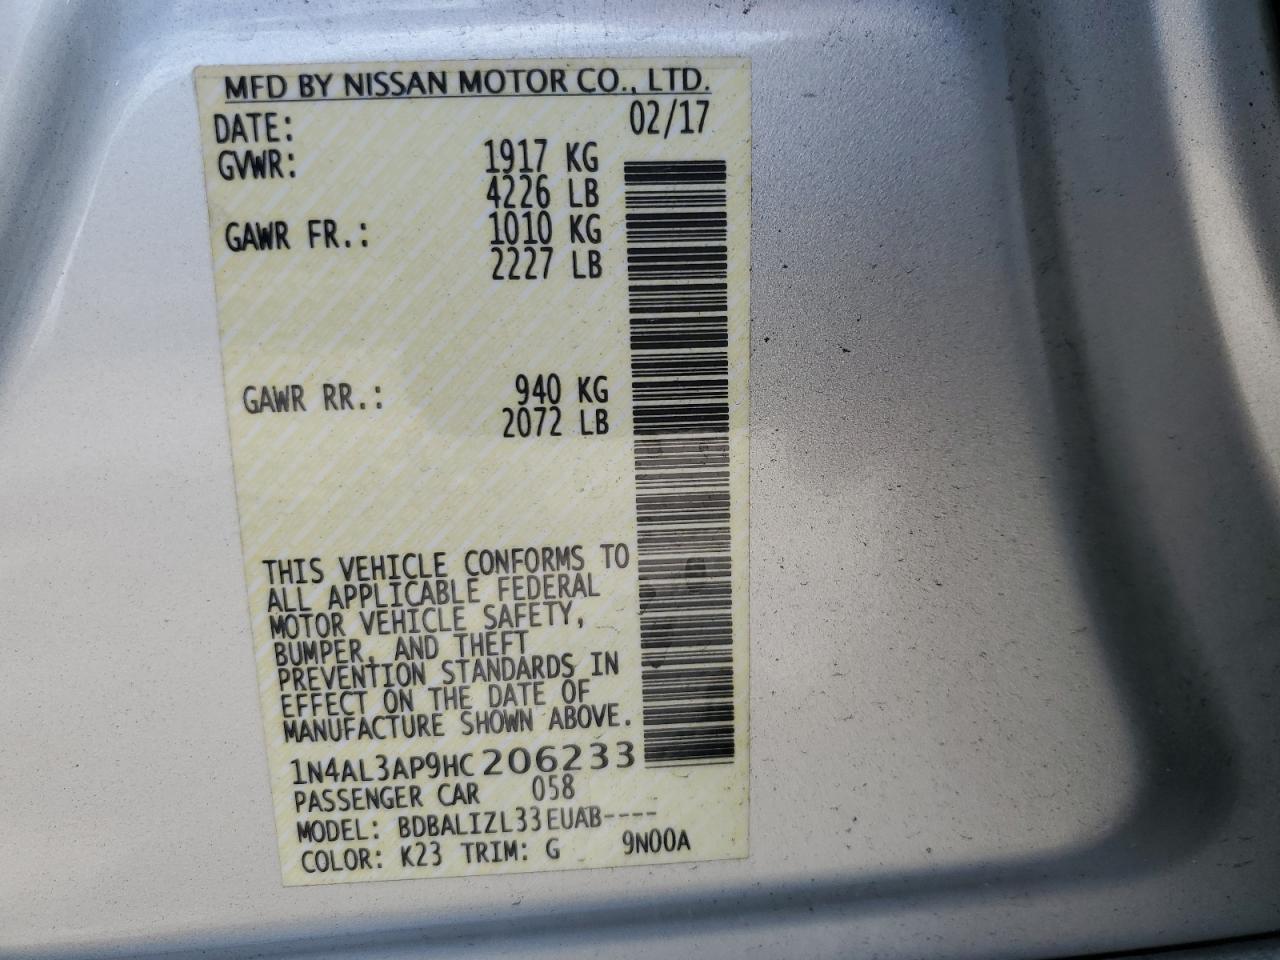 MFD BY NISSAN MOTOR CO., LTD.
DATE: 02/17
GVWR: 1917 KG
4226 LB
GAWR FR.: 1010 KG
2227 LB
GAWR RR.: 940 KG
2072 LB
THIS VEHICLE CONFORMS TO
ALL APPLICABLE FEDERAL
MOTOR VEHICLE SAFETY,
BUMPER, AND THEFT
PREVENTION STANDARDS IN
EFFECT ON THE DATE OF
MANUFACTURE SHOWN ABOVE.
1N4AL3AP9HC206233
PASSENGER CAR 058
MODEL: BDBALIZL33EUAB----
COLOR: K23 TRIM: G 9N00A